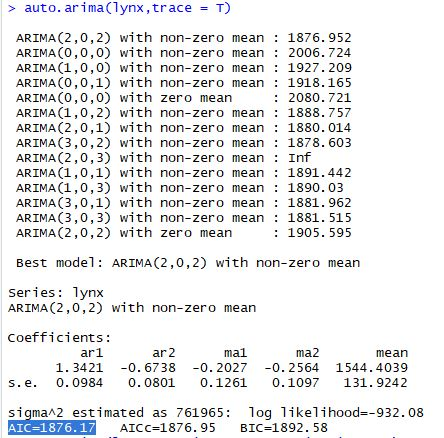 > auto.arima(lynx,trace = T)
ARIMA(2,0,2) with non-zero mean : 1876.952
ARIMA(0,0,0) with non-zero mean : 2006.724
ARIMA(1,0,0) with non-zero mean : 1927.209
ARIMA(0,0,1) with non-zero mean : 1918.165
ARIMA(0,0,0) with zero mean : 2080.721
ARIMA(1,0,2) with non-zero mean : 1888.757
ARIMA(2,0,1) with non-zero mean : 1880.014
ARIMA(3,0,2) with non-zero mean : 1878.603
ARIMA(2,0,3) with non-zero mean : Inf
ARIMA(1,0,1) with non-zero mean : 1891.442
ARIMA(1,0,3) with non-zero mean : 1890.03
ARIMA(3,0,1) with non-zero mean : 1881.962
ARIMA(3,0,3) with non-zero mean : 1881.515
ARIMA(2,0,2) with zero mean : 1905.595
Best model: ARIMA(2,0,2) with non-zero mean
Series: lynx
ARIMA(2,0,2) with non-zero mean
Coefficients:
ar1 ar2 ma1 ma2 mean
1.3421 -0.6738 -0.2027 -0.2564 1544.4039
s.e. 0.0984 0.0801 0.1261 0.1097 131.9242
sigma^2 estimated as 761965: log likelihood=-932.08
AIC=1876.17 AICc=1876.95 BIC=1892.58